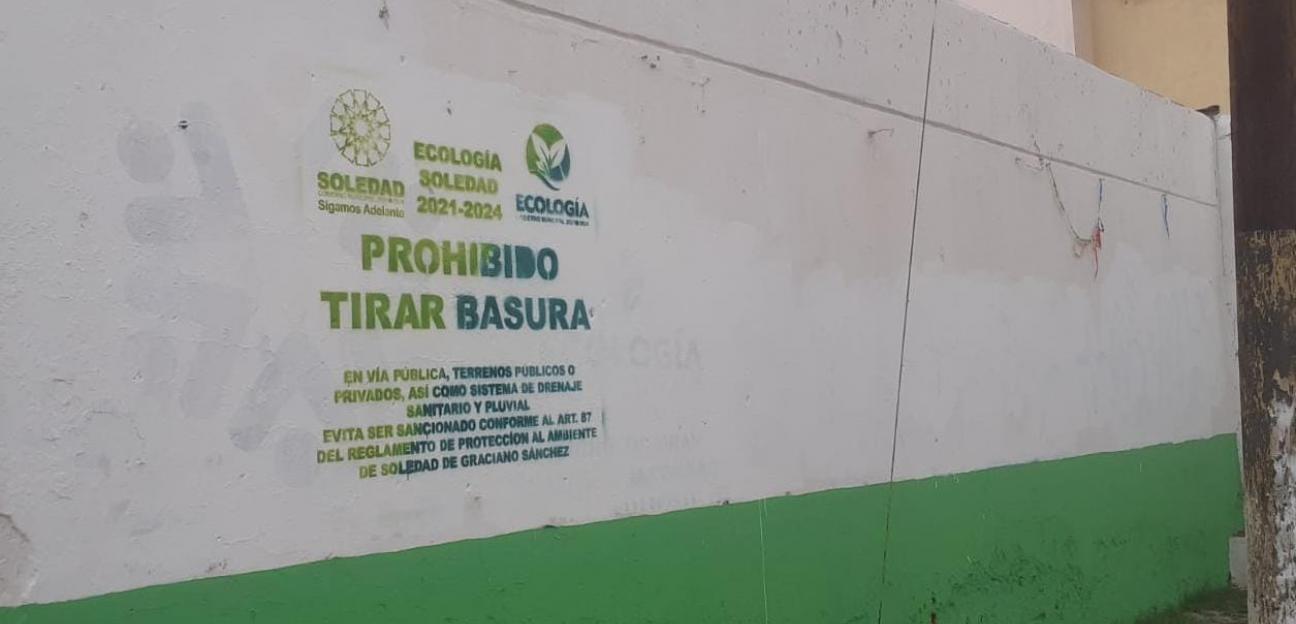 SOLEDAD
Sigamos Adelante
ECOLOGÍA
SOLEDAD
2021-2024
ECOLOGÍA
PROHIBIDO
TIRAR BASURA
EN VÍA PÚBLICA, TERRENOS PÚBLICOS O
PRIVADOS, ASÍ COMO SISTEMA DE DRENAJE
SANITARIO Y PLUVIAL
EVITA SER SANCIONADO CONFORME AL ART. 87
DEL REGLAMENTO DE PROTECCIÓN AL AMBIENTE
DE SOLEDAD DE GRACIANO SÁNCHEZ